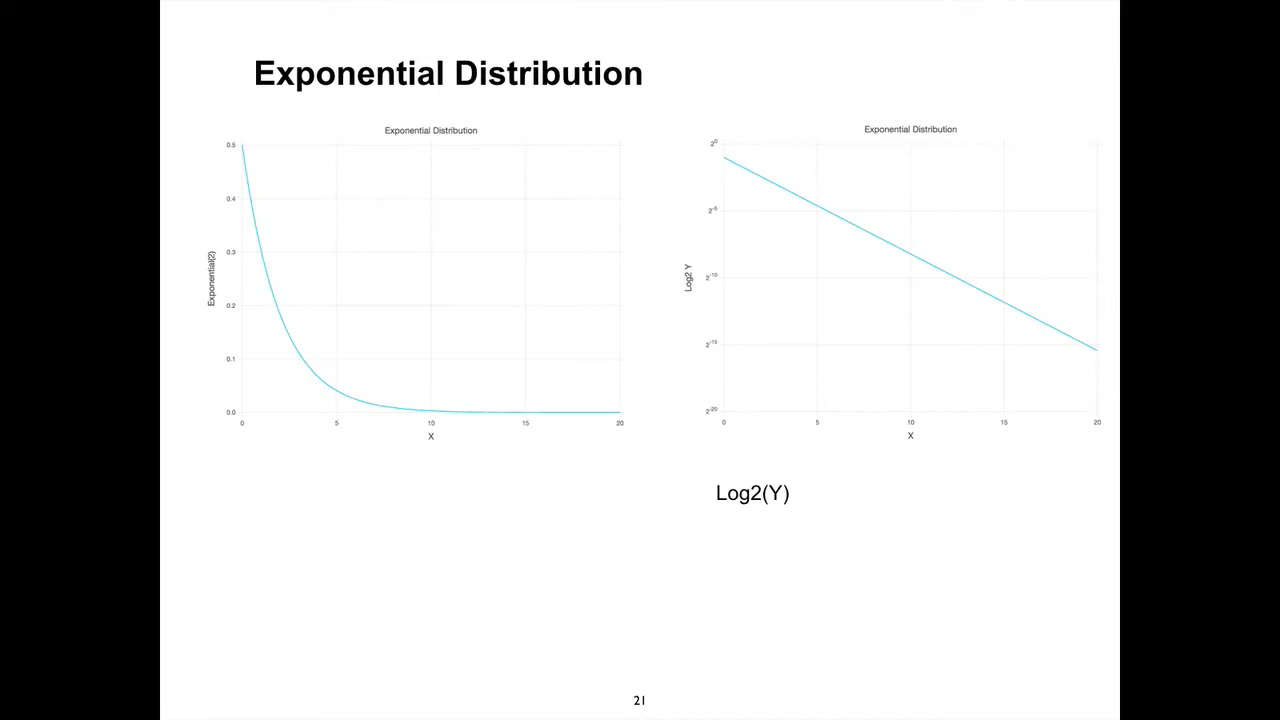 Exponential Distribution
Exponential Distribution
0.5
0.4
0.3
0.2
0.1
0.0
Exponential(2)
0 5 10 15 20
X
Exponential Distribution
2^0
2^-5
2^-10
2^-15
2^-20
Log2 Y
0 5 10 15 20
X
Log2(Y)
21